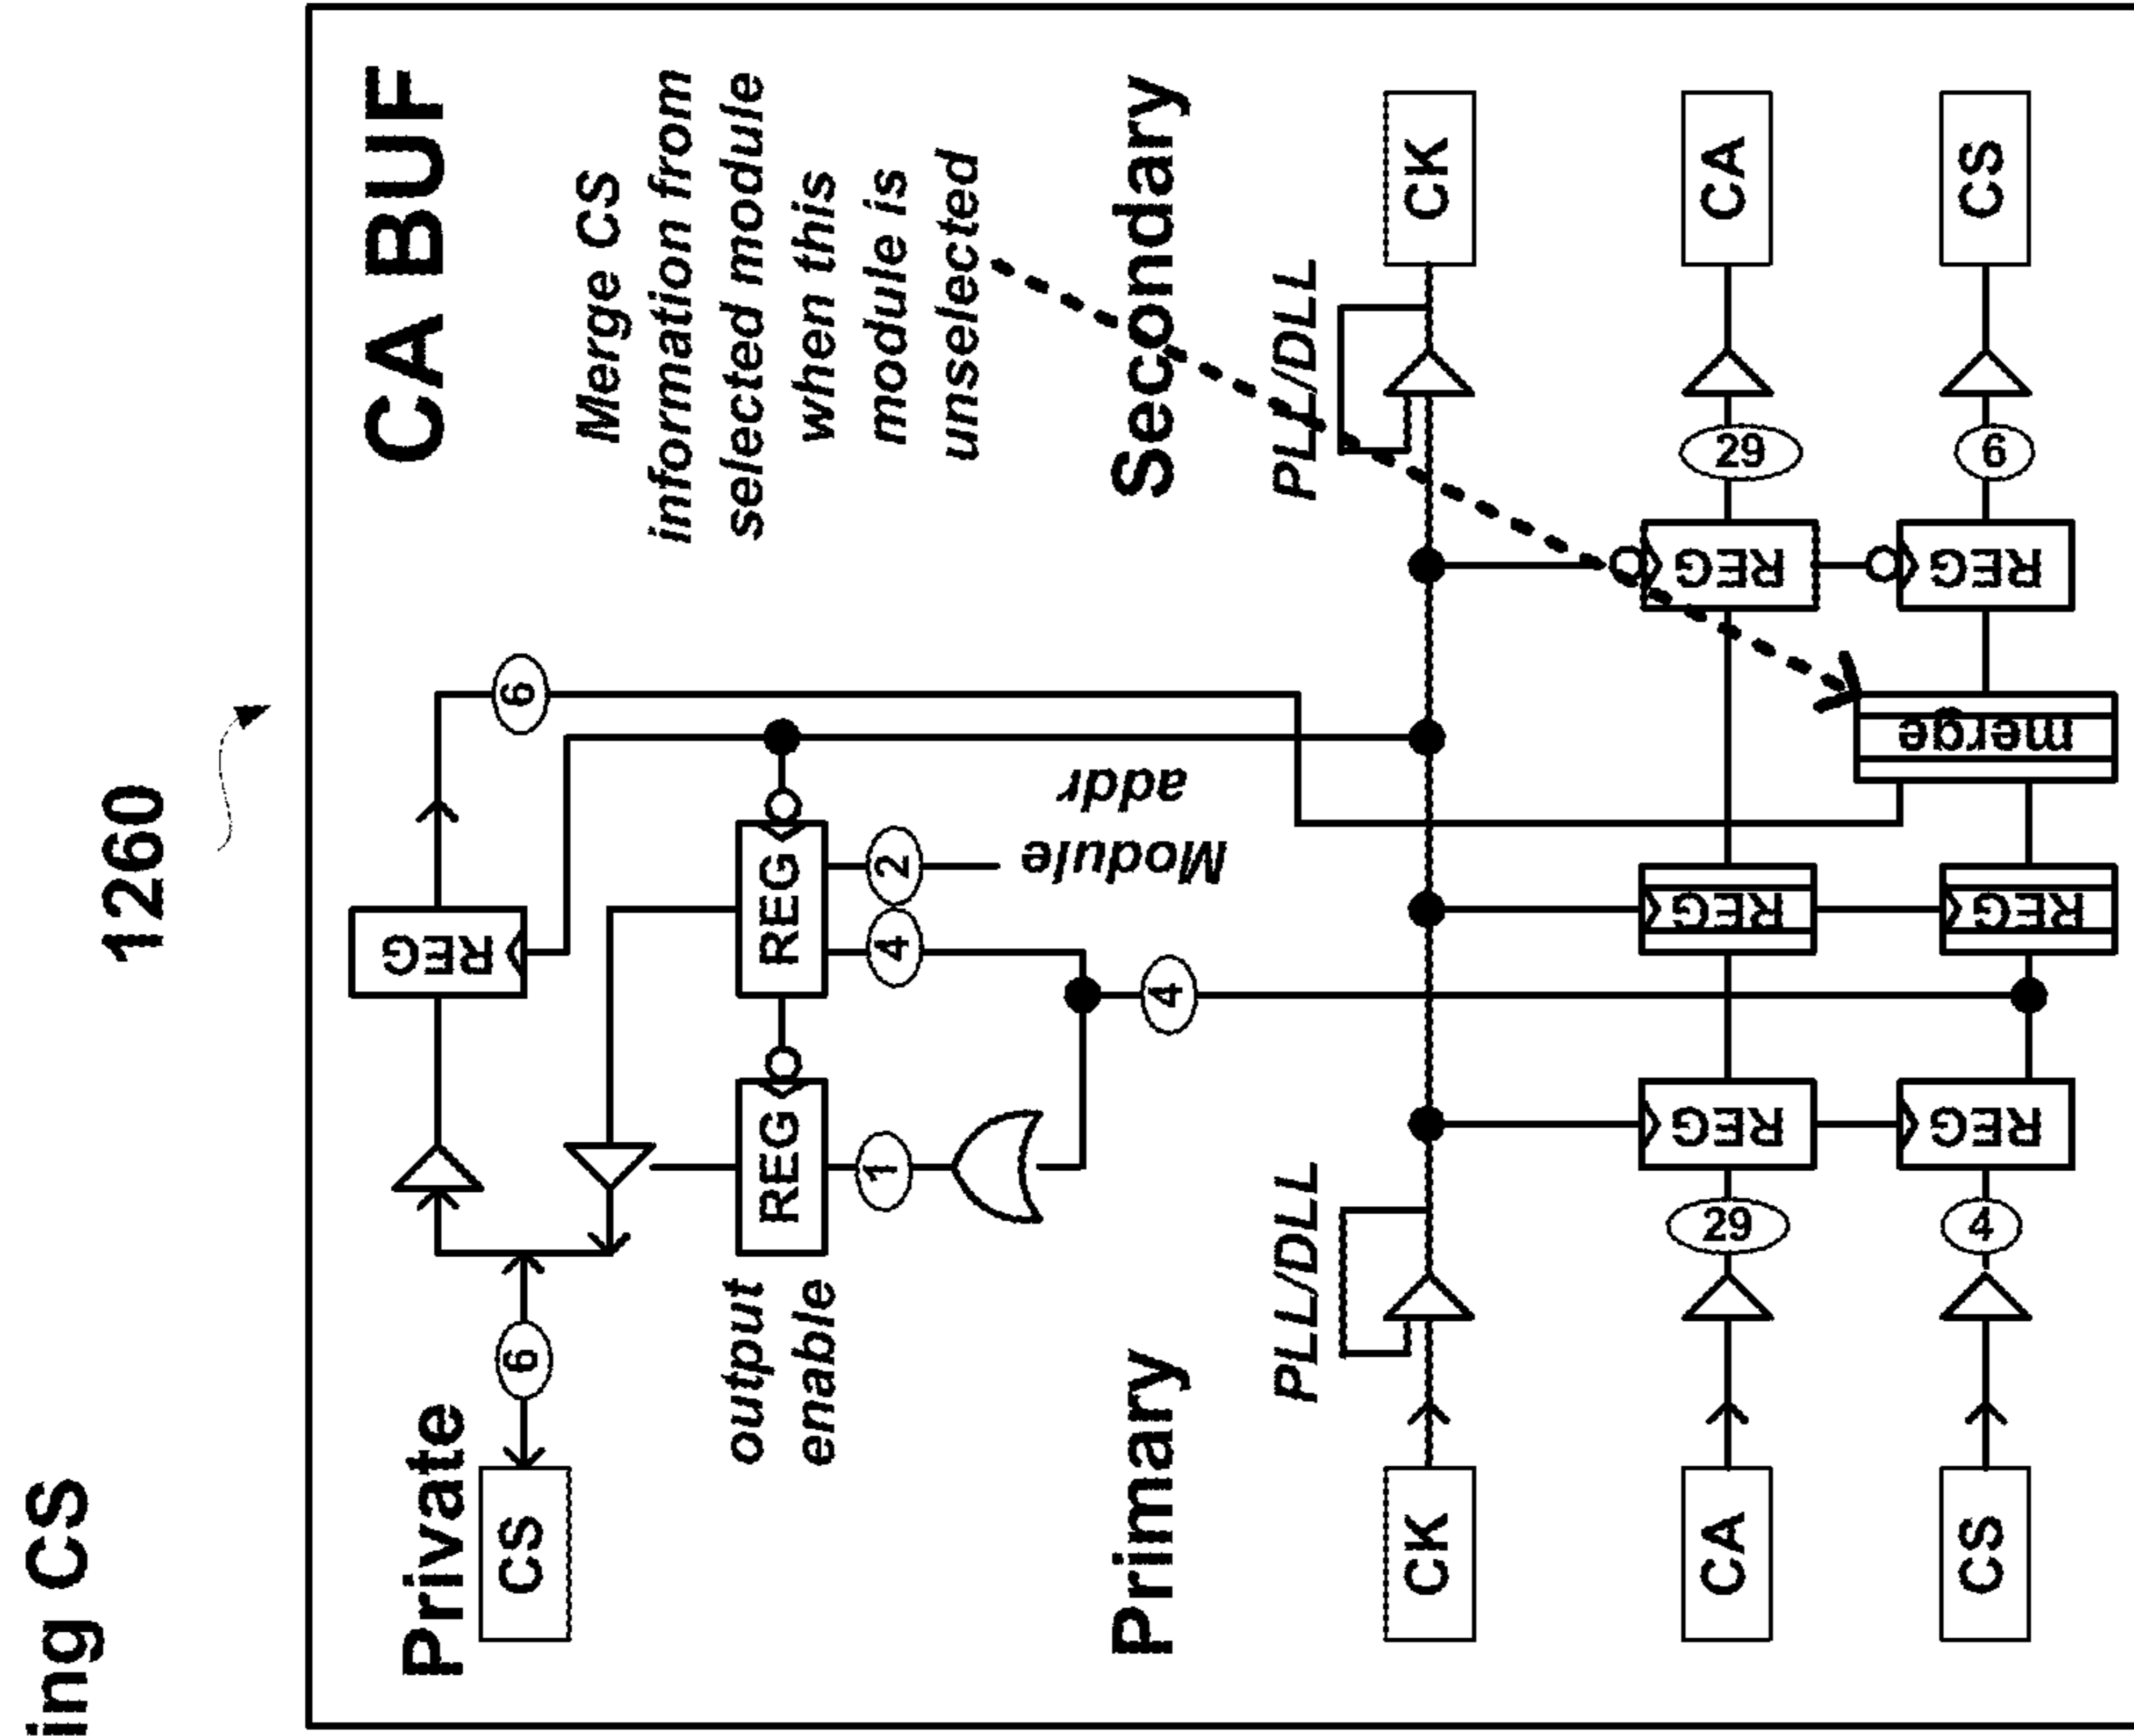 ing CS
1260
CA BUF
Private
CS
6
REG
6
Merge CS
information from
selected module
when this
module is
unselected
output
enable
REG
REG
1
4
2
Module
addr
4
Primary
Secondary
PLL/DLL
PLL/DLL
CK
CK
CA
29
REG
REG
REG
29
CA
CS
4
REG
REG
merge
REG
6
CS